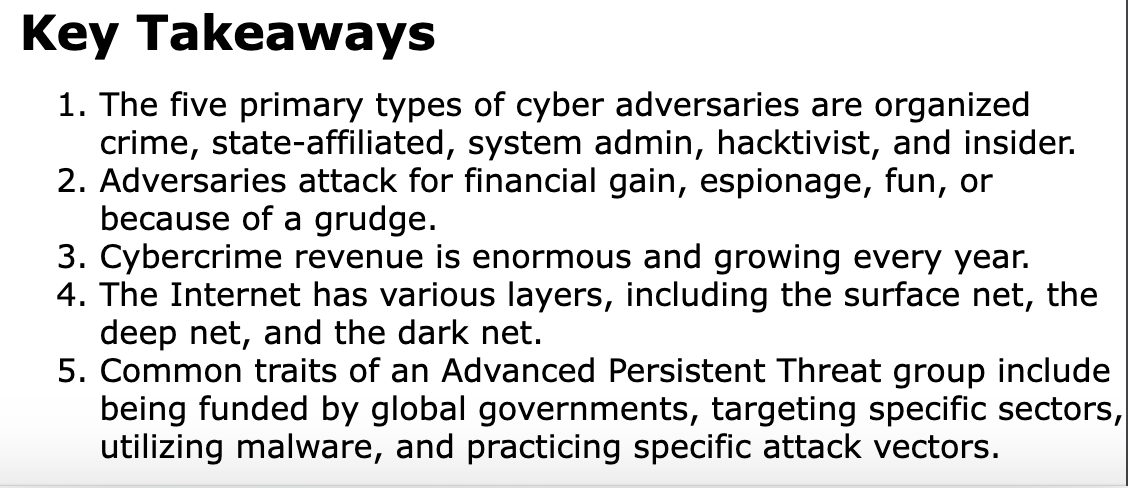 Key Takeaways
1. The five primary types of cyber adversaries are organized
crime, state-affiliated, system admin, hacktivist, and insider.
2. Adversaries attack for financial gain, espionage, fun, or
because of a grudge.
3. Cybercrime revenue is enormous and growing every year.
4. The Internet has various layers, including the surface net, the
deep net, and the dark net.
5. Common traits of an Advanced Persistent Threat group include
being funded by global governments, targeting specific sectors,
utilizing malware, and practicing specific attack vectors.